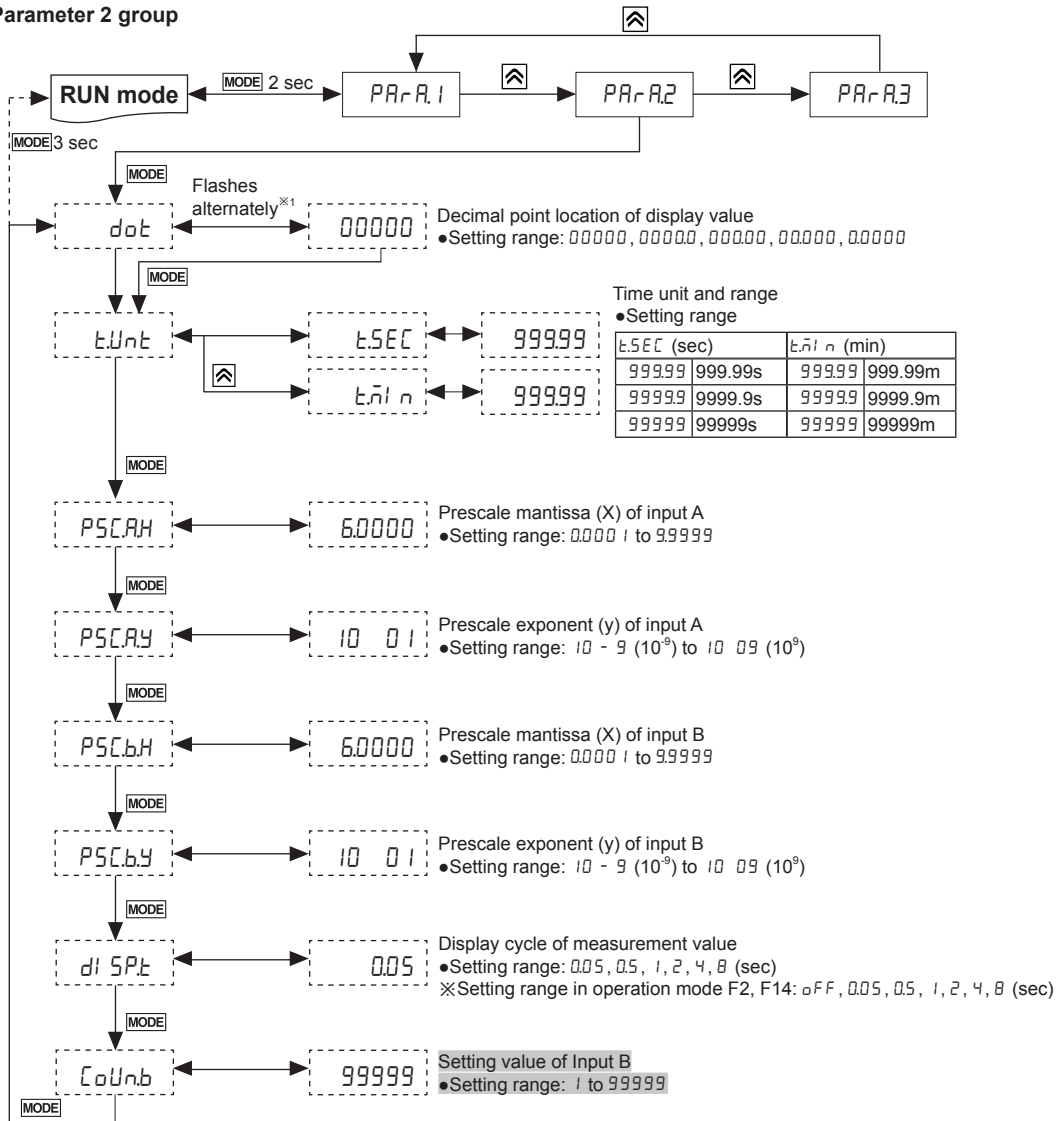 Parameter 2 group
RUN mode
MODE 2 sec
PArA.1
PArA.2
PArA.3
MODE 3 sec
MODE
dot
Flashes
alternately※1
00000
Decimal point location of display value
●Setting range: 00000, 0000.0, 000.00, 00.000, 0.0000
MODE
t.Unt
t.SEC
999.99
t.mIn
999.99
Time unit and range
●Setting range
t.SEC (sec) t.mIn (min)
999.99 999.99s 999.99 999.99m
9999.9 9999.9s 9999.9 9999.9m
99999 99999s 99999 99999m
MODE
PSC.A.H
6.0000
Prescale mantissa (X) of input A
●Setting range: 0.0001 to 9.9999
MODE
PSC.A.Y
10 01
Prescale exponent (y) of input A
●Setting range: 10 - 9 (10⁻⁹) to 10 09 (10⁹)
MODE
PSC.b.H
6.0000
Prescale mantissa (X) of input B
●Setting range: 0.0001 to 9.9999
MODE
PSC.b.Y
10 01
Prescale exponent (y) of input B
●Setting range: 10 - 9 (10⁻⁹) to 10 09 (10⁹)
MODE
dISP.t
0.05
Display cycle of measurement value
●Setting range: 0.05, 0.5, 1, 2, 4, 8 (sec)
※Setting range in operation mode F2, F14: oFF, 0.05, 0.5, 1, 2, 4, 8 (sec)
MODE
CoUn.b
99999
Setting value of Input B
●Setting range: 1 to 99999
MODE